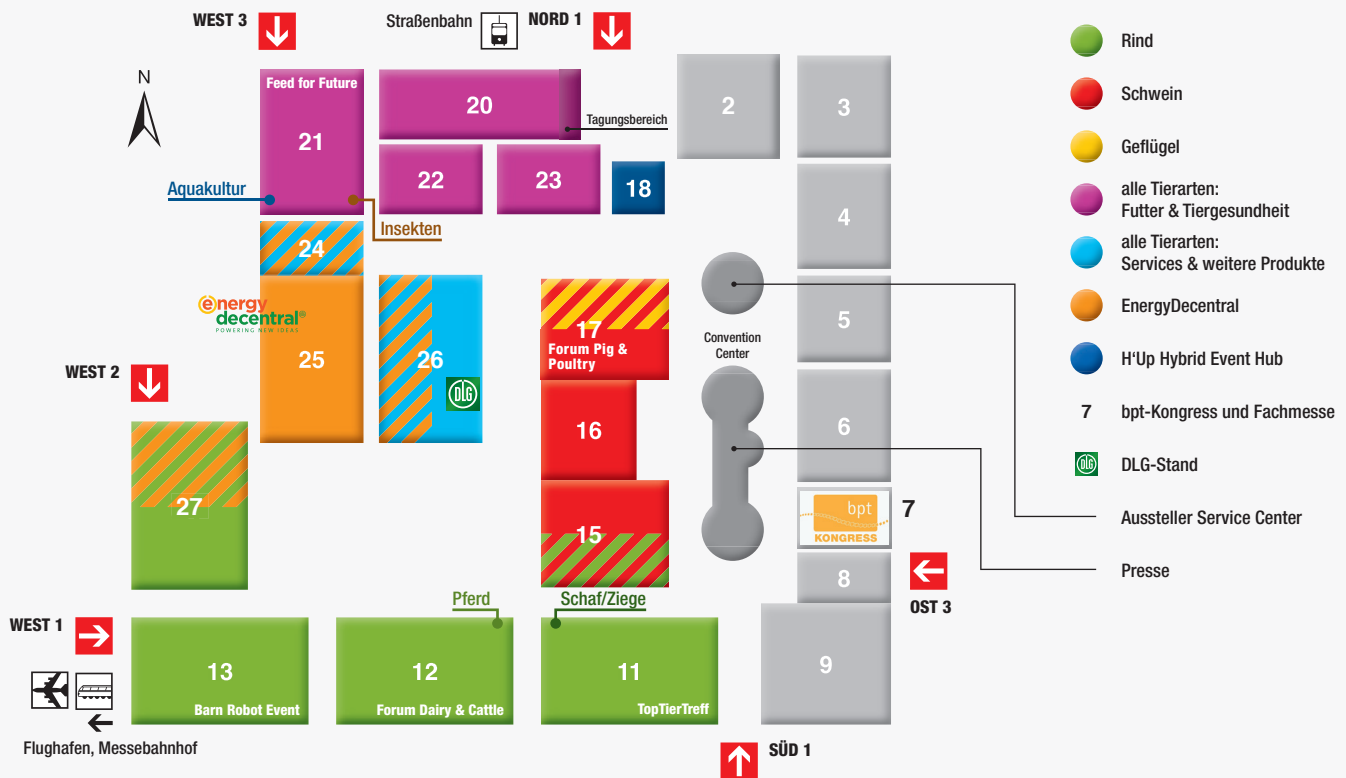 WEST 3
Straßenbahn
NORD 1
N
Feed for Future
21
20
Tagungsbereich
22
23
18
2
3
4
5
6
Aquakultur
Insekten
24
energy
decentral®
POWERING NEW IDEAS
25
26
DLG
17
Forum Pig &
Poultry
16
15
Convention
Center
WEST 2
27
bpt
KONGRESS
7
8
OST 3
9
WEST 1
13
Barn Robot Event
Pferd
12
Forum Dairy & Cattle
Schaf/Ziege
11
TopTierTreff
Flughafen, Messebahnhof
SÜD 1
Rind
Schwein
Geflügel
alle Tierarten:
Futter & Tiergesundheit
alle Tierarten:
Services & weitere Produkte
EnergyDecentral
H'Up Hybrid Event Hub
7 bpt-Kongress und Fachmesse
DLG DLG-Stand
Aussteller Service Center
Presse